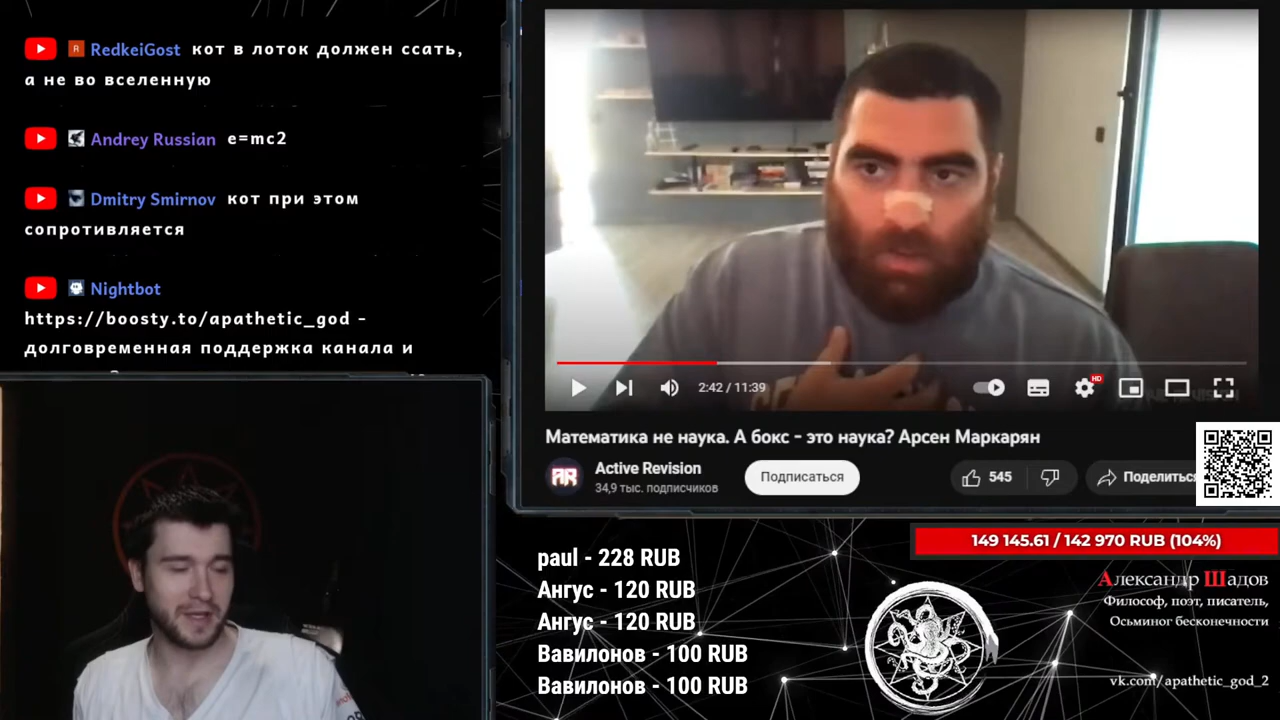 RedkeiGost кот в лоток должен ссать,
а не во вселенную
Andrey Russian e=mc2
Dmitry Smirnov кот при этом
сопротивляется
Nightbot
https://boosty.to/apathetic_god –
долговременная поддержка канала и
2:42 / 11:39
HD
Математика не наука. А бокс - это наука? Арсен Маркарян
AR
Active Revision
34,9 тыс. подписчиков
Подписаться
545
Поделиться
149 145.61 / 142 970 RUB (104%)
paul - 228 RUB
Ангус - 120 RUB
Ангус - 120 RUB
Вавилонов - 100 RUB
Вавилонов - 100 RUB
Александр Шадов
Философ, поэт, писатель,
Осьминог бесконечности
vk.com/apathetic_god_2